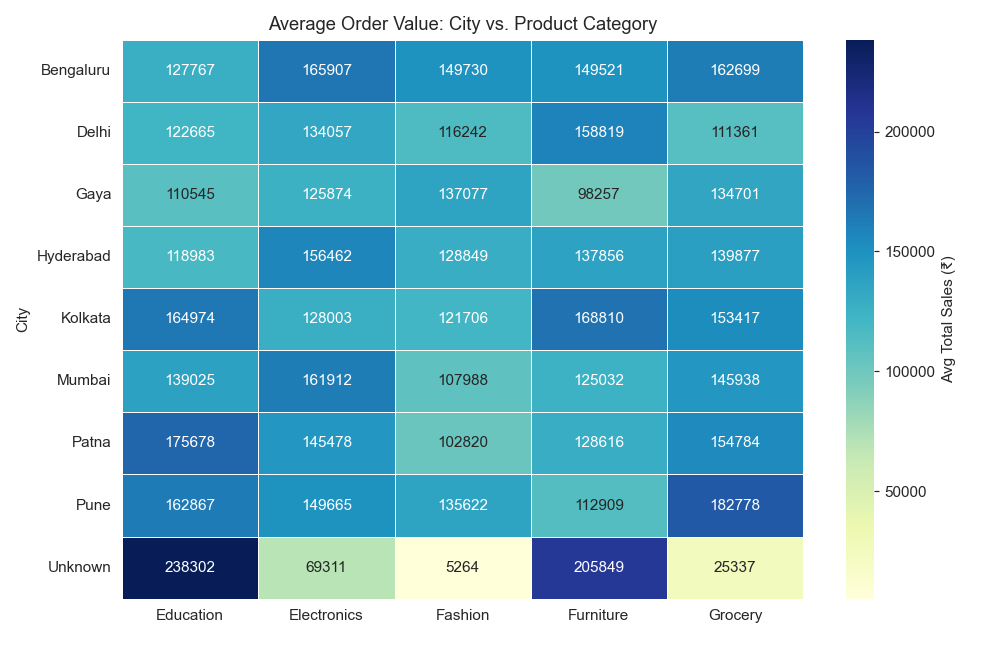 Average Order Value: City vs. Product Category
City
Bengaluru 127767 165907 149730 149521 162699
Delhi 122665 134057 116242 158819 111361
Gaya 110545 125874 137077 98257 134701
Hyderabad 118983 156462 128849 137856 139877
Kolkata 164974 128003 121706 168810 153417
Mumbai 139025 161912 107988 125032 145938
Patna 175678 145478 102820 128616 154784
Pune 162867 149665 135622 112909 182778
Unknown 238302 69311 5264 205849 25337
Education Electronics Fashion Furniture Grocery
200000
150000
100000
50000
Avg Total Sales (₹)